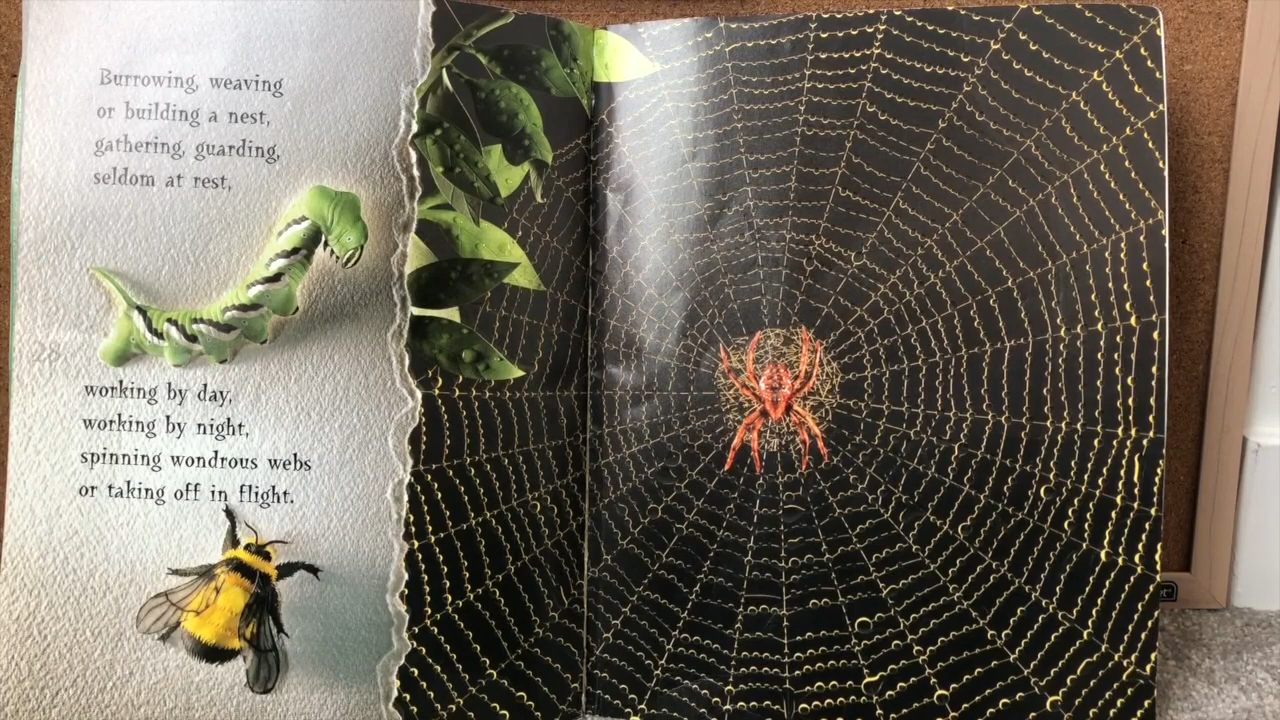 Burrowing, weaving
or building a nest,
gathering, guarding,
seldom at rest,
28
working by day,
working by night,
spinning wondrous webs
or taking off in flight.